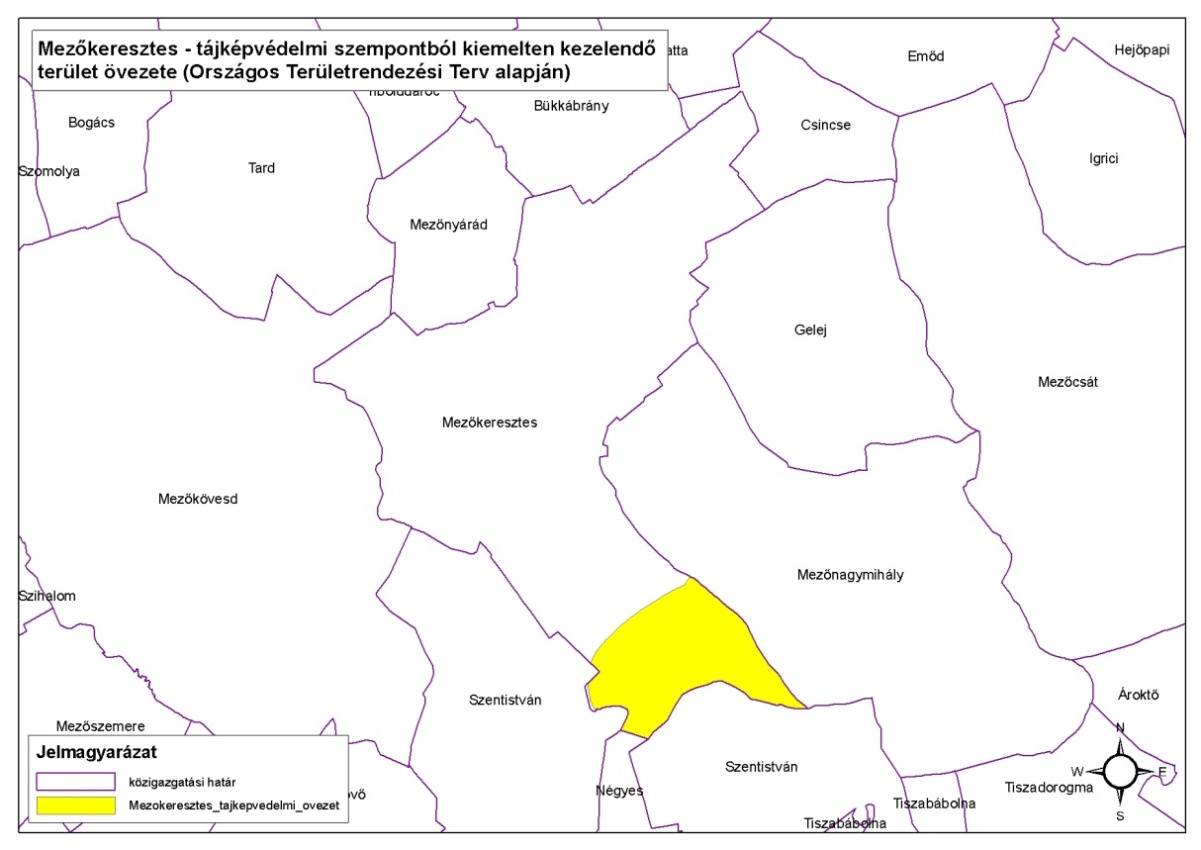 Mezőkeresztes - tájképvédelmi szempontból kiemelten kezelendő
terület övezete (Országos Területrendezési Terv alapján)
Emőd
Hejőpapi
Bükkábrány
Bogács
Csincse
Igrici
Szomolya
Tard
Mezőnyárád
Gelej
Mezőcsát
Mezőkeresztes
Mezőkövesd
Mezőnagymihály
Szihalom
Szentistván
Ároktő
Mezőszemere
N
W
E
S
Jelmagyarázat
közigazgatási határ
Mezokeresztes_tajkepvedelmi_ovezet
Szentistván
Négyes
Tiszadorogma
Tiszabábolna
Tiszabábolna